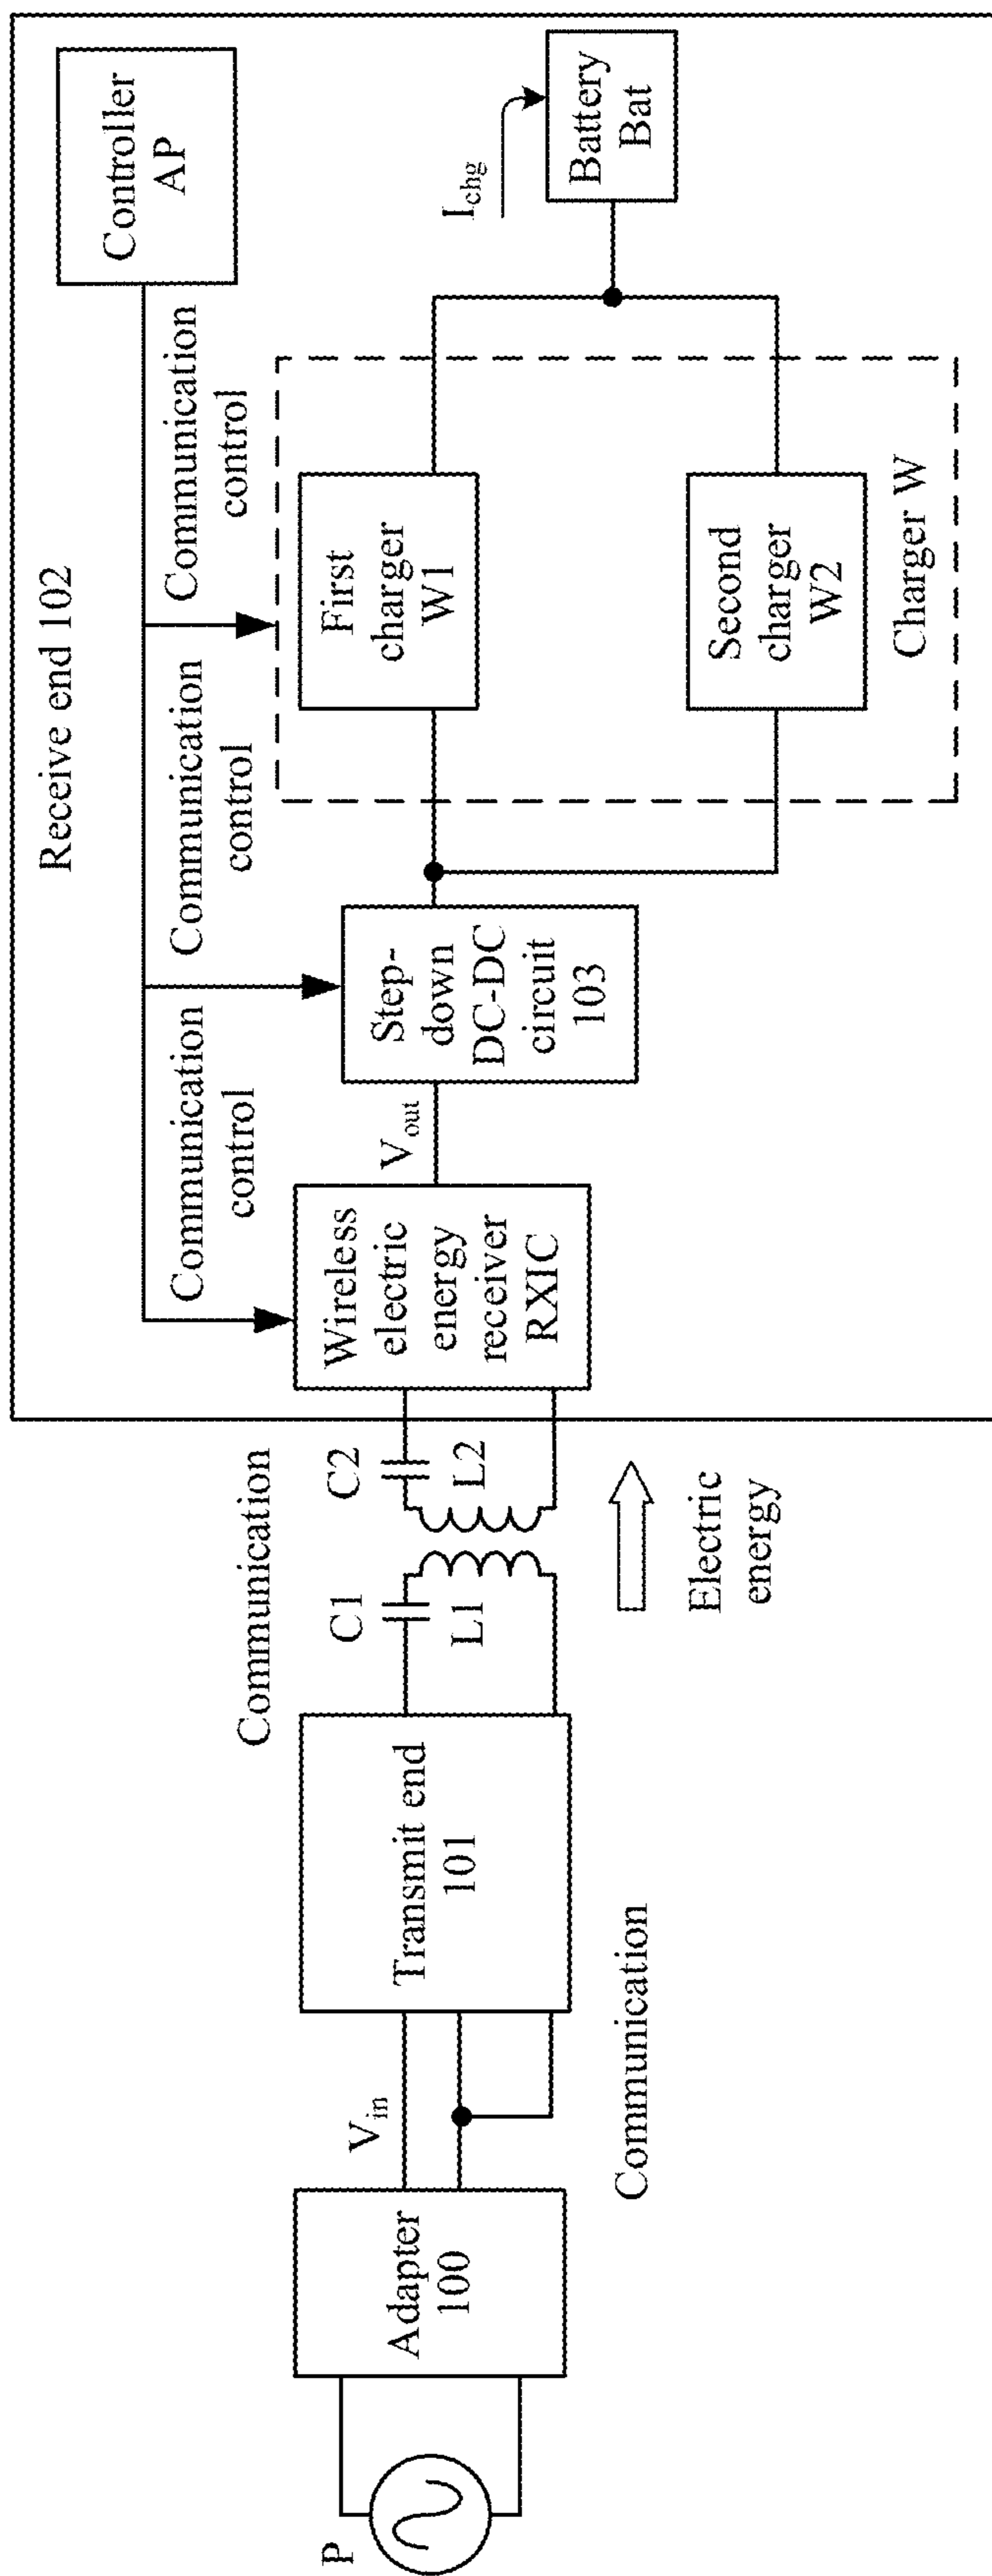 Receive end 102
Controller
AP
Communication
control
Communication
control
Communication
control
P
Adapter
100
V_in
Communication
Transmit end
101
Communication
C1
L1
C2
L2
Electric
energy
Wireless
electric
energy
receiver
RXIC
V_out
Step-
down
DC-DC
circuit
103
First
charger
W1
Second
charger
W2
Charger W
I_chg
Battery
Bat